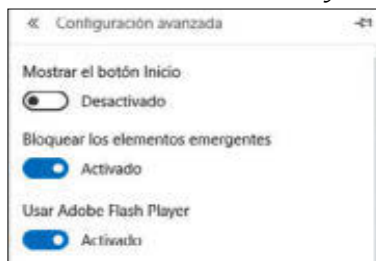 « Configuración avanzada
Mostrar el botón Inicio
Desactivado
Bloquear los elementos emergentes
Activado
Usar Adobe Flash Player
Activado